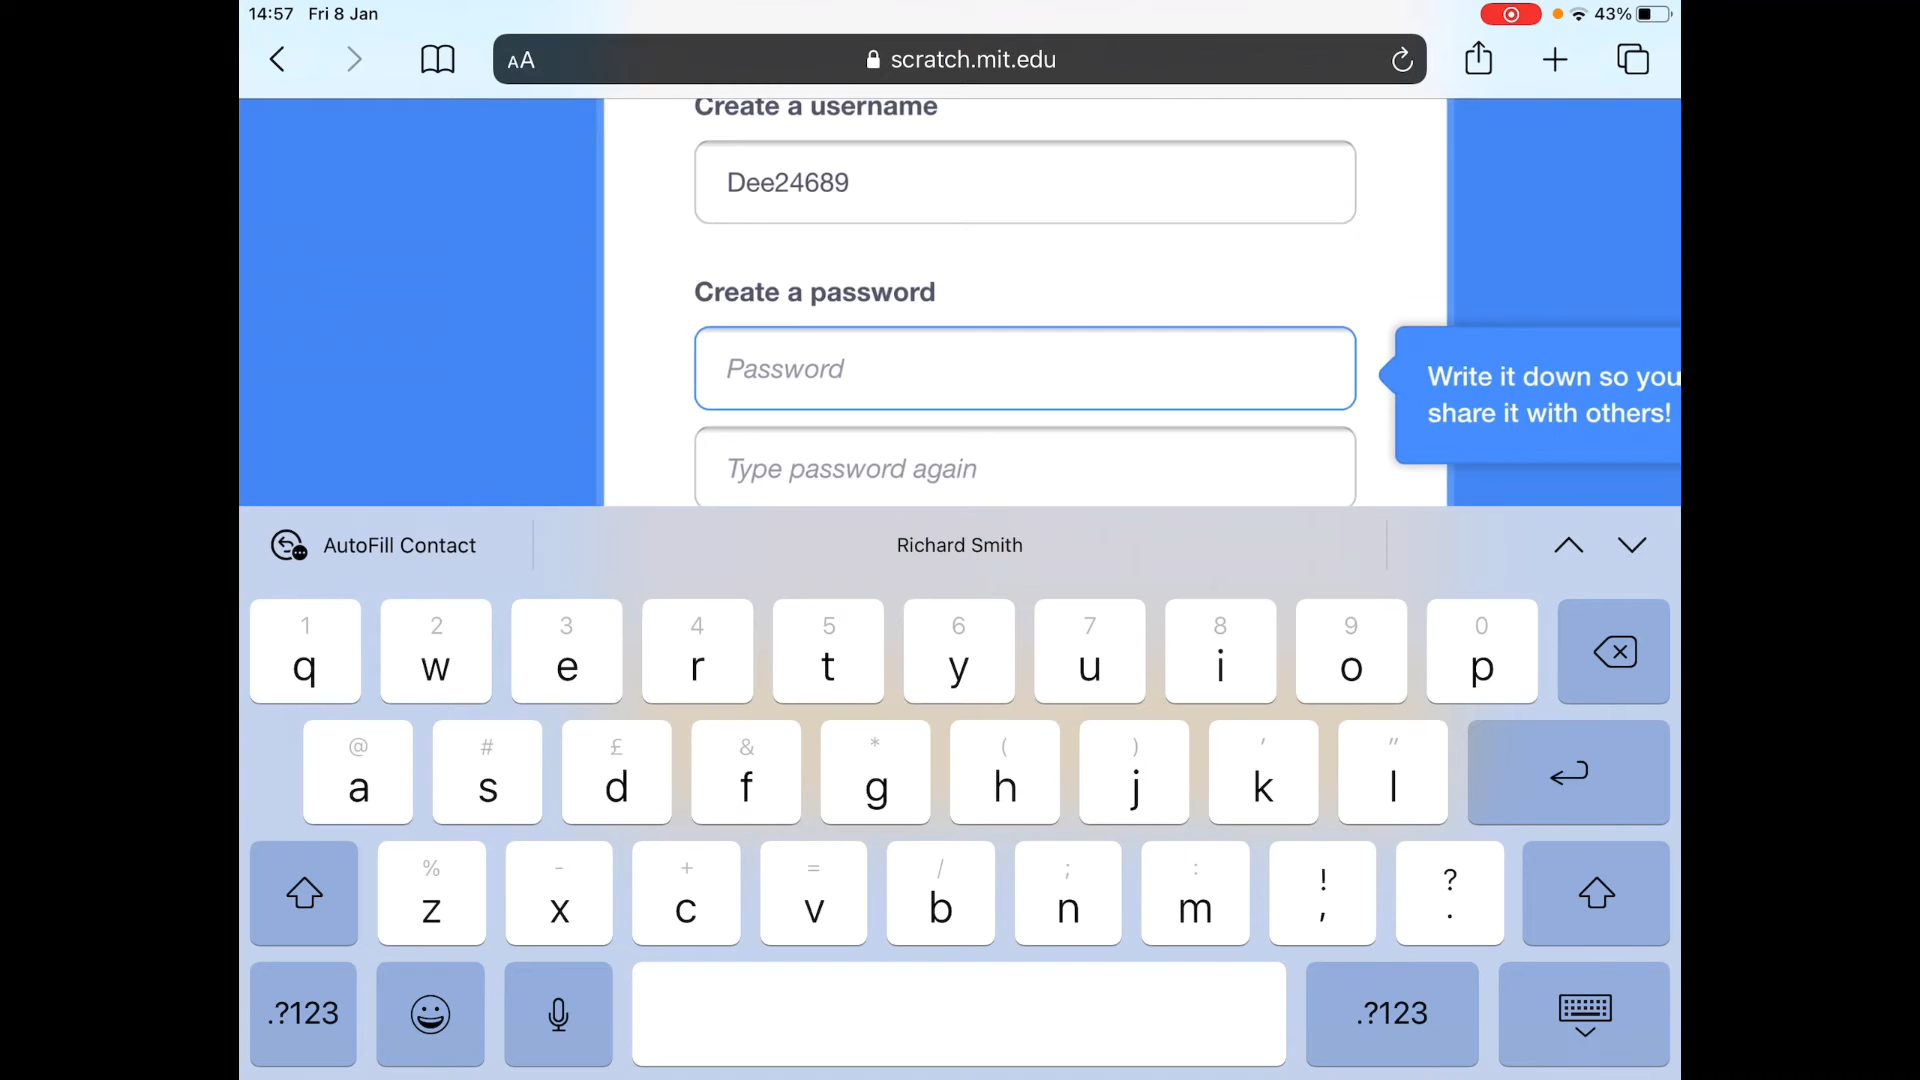 14:57 Fri 8 Jan
43%
AA
scratch.mit.edu
Create a username
Dee24689
Create a password
Password
Write it down so you
share it with others!
Type password again
AutoFill Contact
Richard Smith
1 2 3 4 5 6 7 8 9 0
q w e r t y u i o p
@ # £ & * ( ) ' "
a s d f g h j k l
% - + = / ; : ! ?
z x c v b n m , .
.?123
.?123